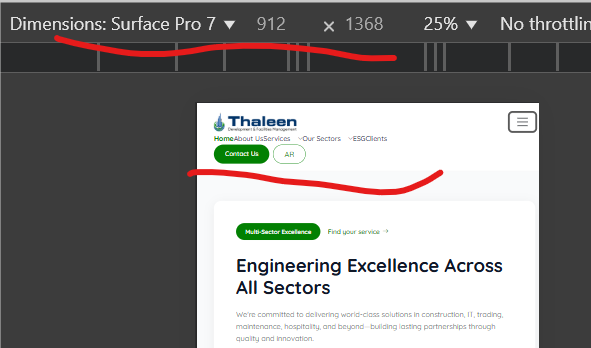 Dimensions: Surface Pro 7 ▼ 912 × 1368 25% ▼ No throttlin
Thaleen
Development & Facilities Management
HomeAbout UsServices Our Sectors ESGClients
Contact Us AR
Multi-Sector Excellence Find your service →
Engineering Excellence Across
All Sectors
We're committed to delivering world-class solutions in construction, IT, trading,
maintenance, hospitality, and beyond—building lasting partnerships through
quality and innovation.